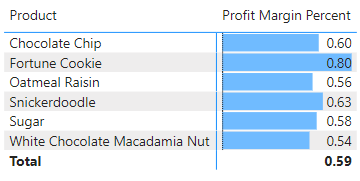 Product Profit Margin Percent
Chocolate Chip 0.60
Fortune Cookie 0.80
Oatmeal Raisin 0.56
Snickerdoodle 0.63
Sugar 0.58
White Chocolate Macadamia Nut 0.54
Total 0.59